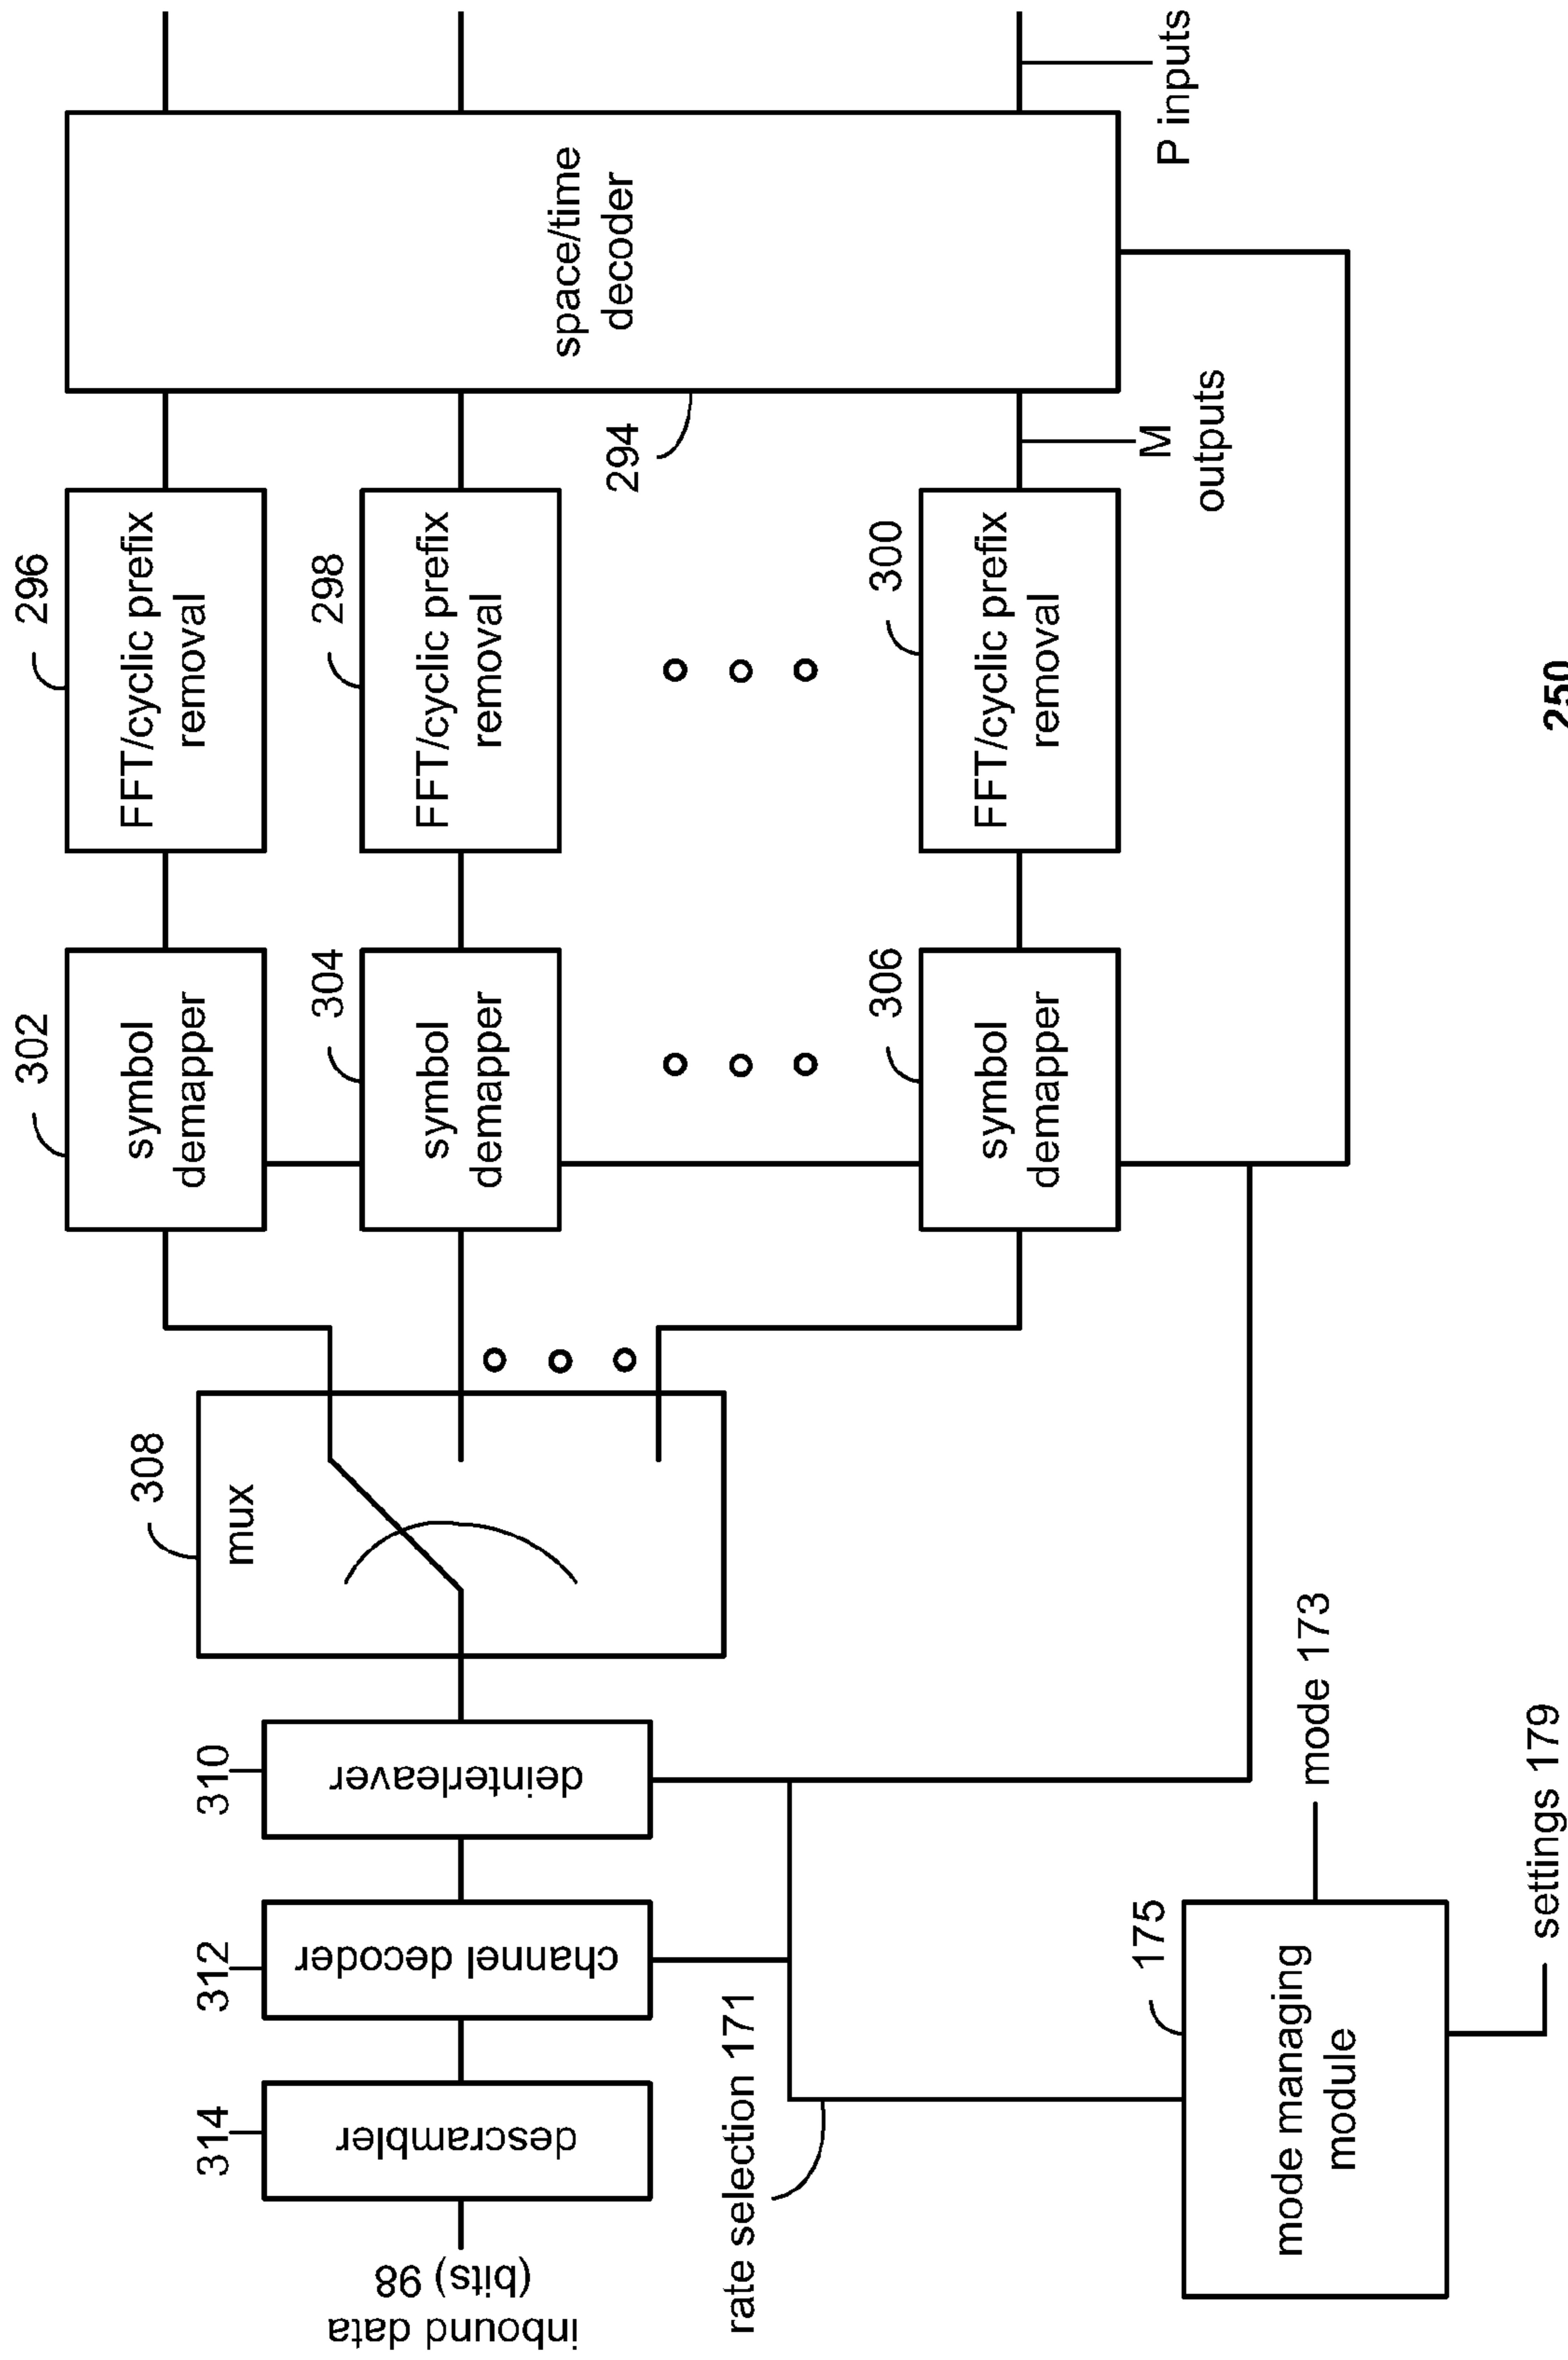 314
312
310
308
302
296
descrambler
channel decoder
deinterleaver
mux
symbol
demapper
FFT/cyclic prefix
removal
inbound data
(bits) 98
304
298
symbol
demapper
FFT/cyclic prefix
removal
space/time
decoder
294
rate selection 171
306
300
symbol
demapper
FFT/cyclic prefix
removal
M
outputs
P inputs
175
mode managing
module
mode 173
settings 179
250